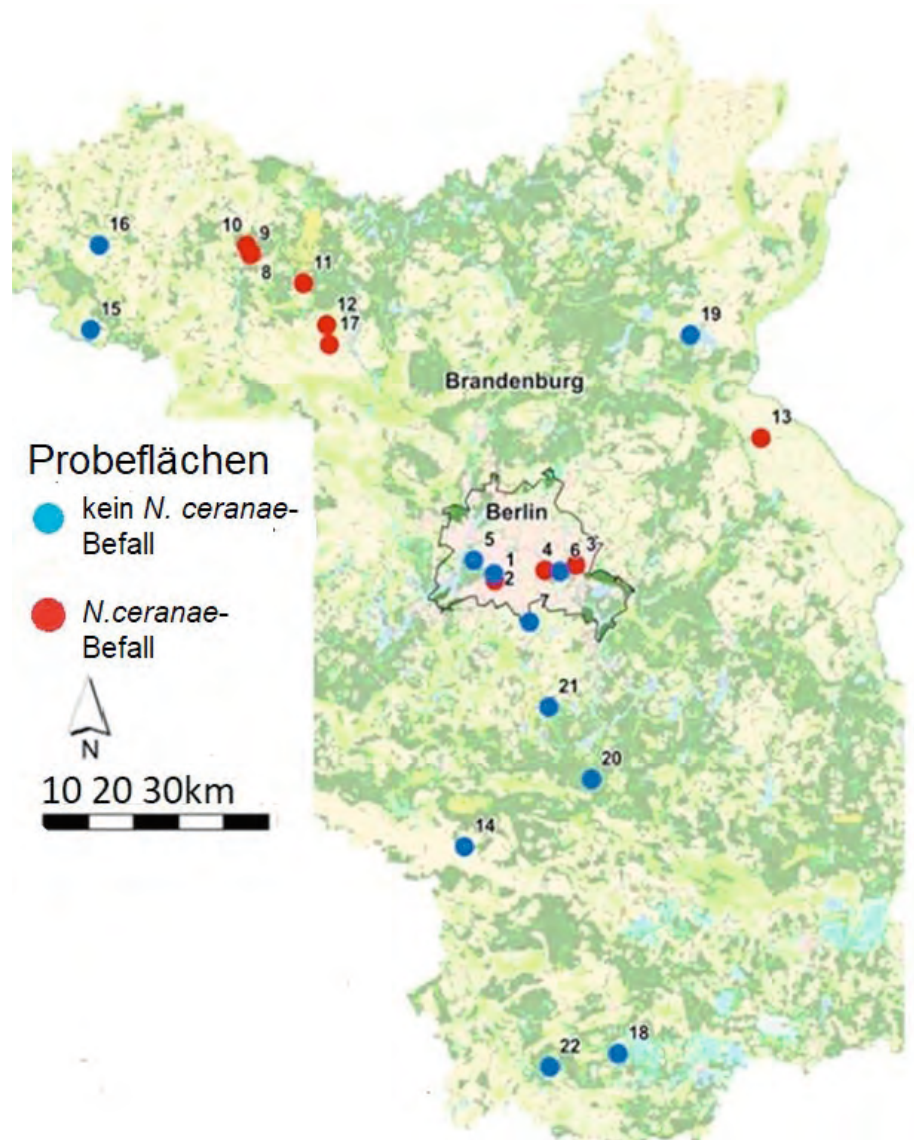 16
10
9
8
11
15
12
17
19
Brandenburg
13
Probeflächen
kein N. ceranae-
Befall
N.ceranae-
Befall
N
10 20 30km
Berlin
5
1
2
4
6
3
7
21
20
14
22
18